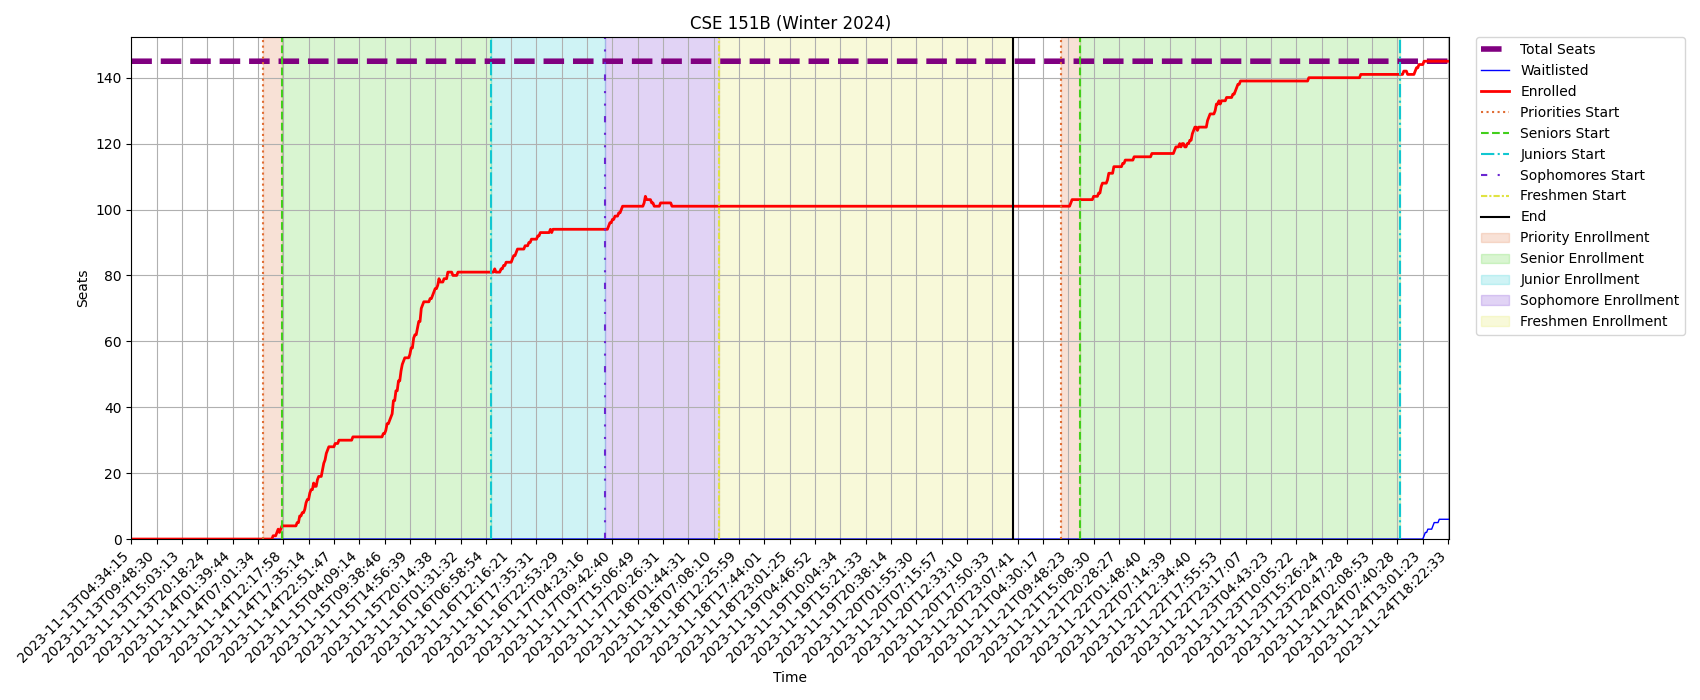 CSE 151B (Winter 2024)
Total Seats
Waitlisted
Enrolled
Priorities Start
Seniors Start
Juniors Start
Sophomores Start
Freshmen Start
End
Priority Enrollment
Senior Enrollment
Junior Enrollment
Sophomore Enrollment
Freshmen Enrollment
Seats
140
120
100
80
60
40
20
0
2023-11-13T04:34:15
2023-11-13T09:48:30
2023-11-13T15:03:13
2023-11-13T20:18:24
2023-11-14T01:39:44
2023-11-14T07:01:34
2023-11-14T12:17:58
2023-11-14T17:35:14
2023-11-14T22:51:47
2023-11-15T04:09:14
2023-11-15T09:38:46
2023-11-15T14:56:39
2023-11-15T20:14:38
2023-11-16T01:31:32
2023-11-16T06:58:54
2023-11-16T12:16:21
2023-11-16T17:35:31
2023-11-16T22:53:29
2023-11-17T04:23:16
2023-11-17T09:42:40
2023-11-17T15:06:49
2023-11-17T20:26:31
2023-11-18T01:44:31
2023-11-18T07:08:10
2023-11-18T12:25:59
2023-11-18T17:44:01
2023-11-18T23:01:25
2023-11-19T04:46:52
2023-11-19T10:04:34
2023-11-19T15:21:33
2023-11-19T20:38:14
2023-11-20T01:55:30
2023-11-20T07:15:57
2023-11-20T12:33:10
2023-11-20T17:50:33
2023-11-20T23:07:41
2023-11-21T04:30:17
2023-11-21T09:48:23
2023-11-21T15:08:30
2023-11-21T20:28:27
2023-11-22T01:48:40
2023-11-22T07:14:39
2023-11-22T12:34:40
2023-11-22T17:55:53
2023-11-22T23:17:07
2023-11-23T04:43:23
2023-11-23T10:05:22
2023-11-23T15:26:24
2023-11-23T20:47:28
2023-11-24T02:08:53
2023-11-24T07:40:28
2023-11-24T13:01:23
2023-11-24T18:22:33
Time